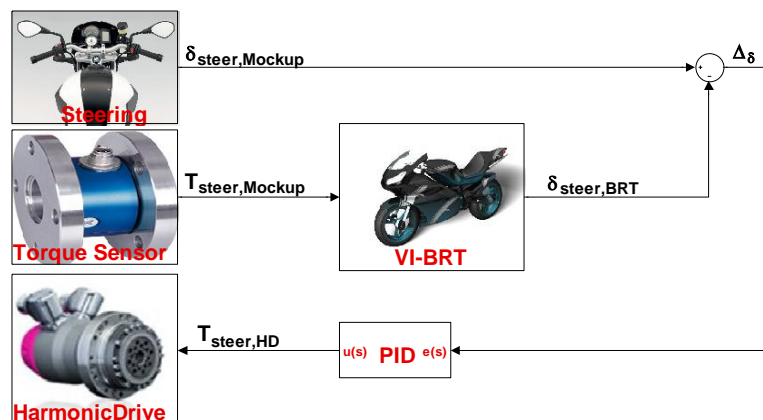 δsteer,Mockup
Δδ
+
-
Steering
Tsteer,Mockup
δsteer,BRT
Torque Sensor
VI-BRT
Tsteer,HD
u(s) PID e(s)
HarmonicDrive